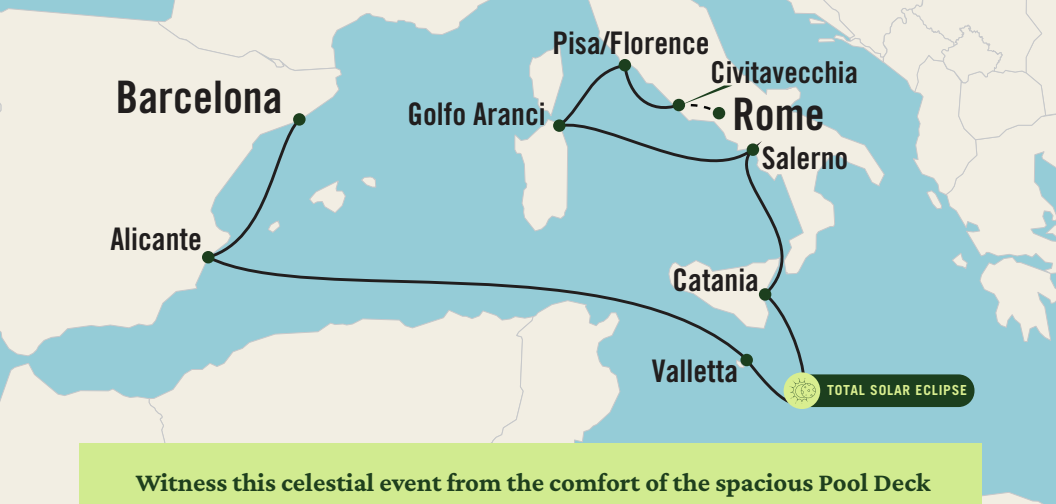 Pisa/Florence
Civitavecchia
Barcelona
Golfo Aranci
Rome
Salerno
Alicante
Catania
Valletta
TOTAL SOLAR ECLIPSE
Witness this celestial event from the comfort of the spacious Pool Deck